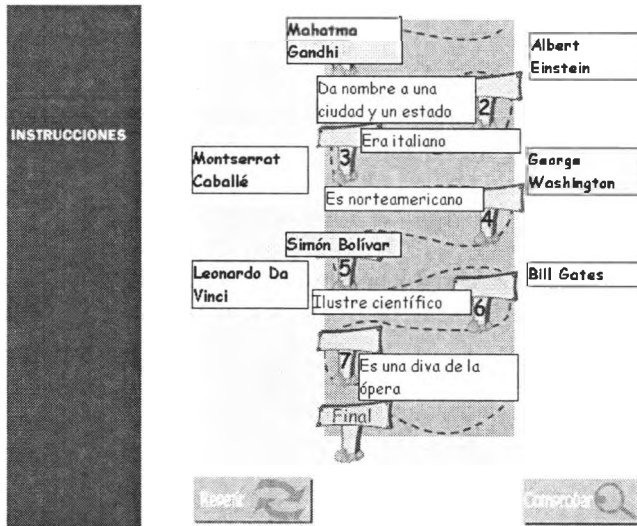 Mahatma
Gandhi
Albert
Einstein
Da nombre a una
ciudad y un estado
2
INSTRUCCIONES
Era italiano
3
Montserrat
Caballé
George
Washington
Es norteamericano
4
Simón Bolívar
5
Leonardo Da
Vinci
Bill Gates
Ilustre científico
6
7
Es una diva de la
ópera
Final
Repetir
Comprobar